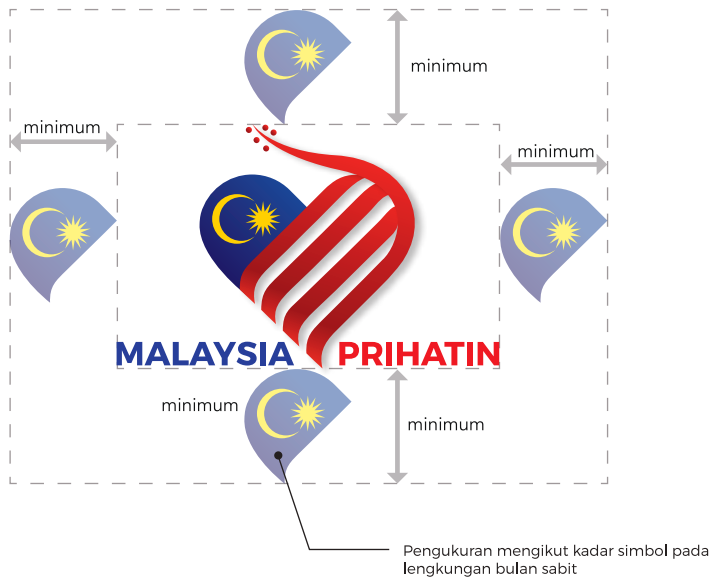 minimum
minimum
minimum
MALAYSIA PRIHATIN
minimum
minimum
Pengukuran mengikut kadar simbol pada
lengkungan bulan sabit